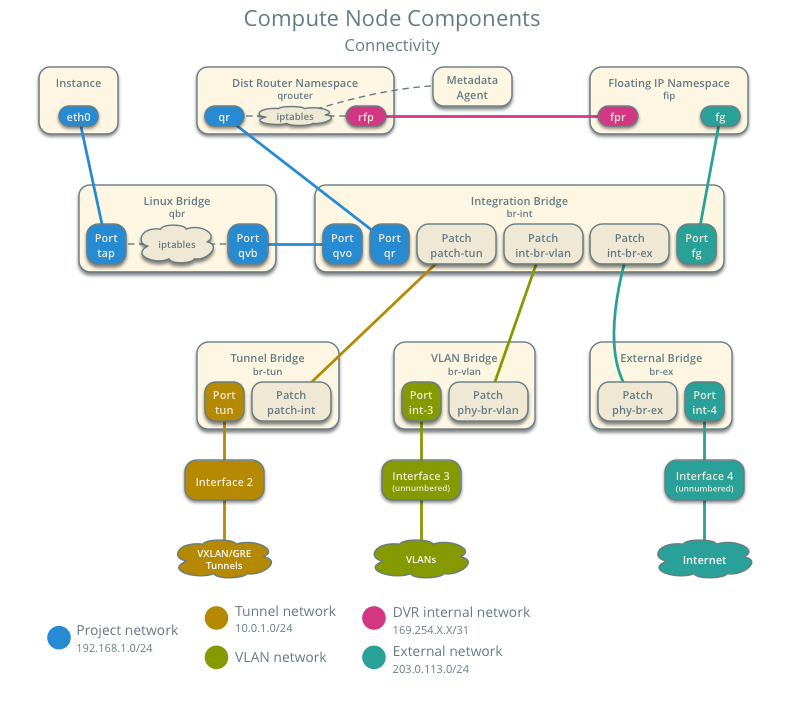 Compute Node Components
Connectivity
Instance
eth0
Dist Router Namespace
qrouter
qr
iptables
rfp
Metadata
Agent
Floating IP Namespace
fip
fpr
fg
Linux Bridge
qbr
Port
tap
iptables
Port
qvb
Integration Bridge
br-int
Port
qvo
Port
qr
Patch
patch-tun
Patch
int-br-vlan
Patch
int-br-ex
Port
fg
Tunnel Bridge
br-tun
Port
tun
Patch
patch-int
VLAN Bridge
br-vlan
Port
int-3
Patch
phy-br-vlan
External Bridge
br-ex
Patch
phy-br-ex
Port
int-4
Interface 2
Interface 3
(unnumbered)
Interface 4
(unnumbered)
VXLAN/GRE
Tunnels
VLANs
Internet
Project network
192.168.1.0/24
Tunnel network
10.0.1.0/24
VLAN network
DVR internal network
169.254.X.X/31
External network
203.0.113.0/24